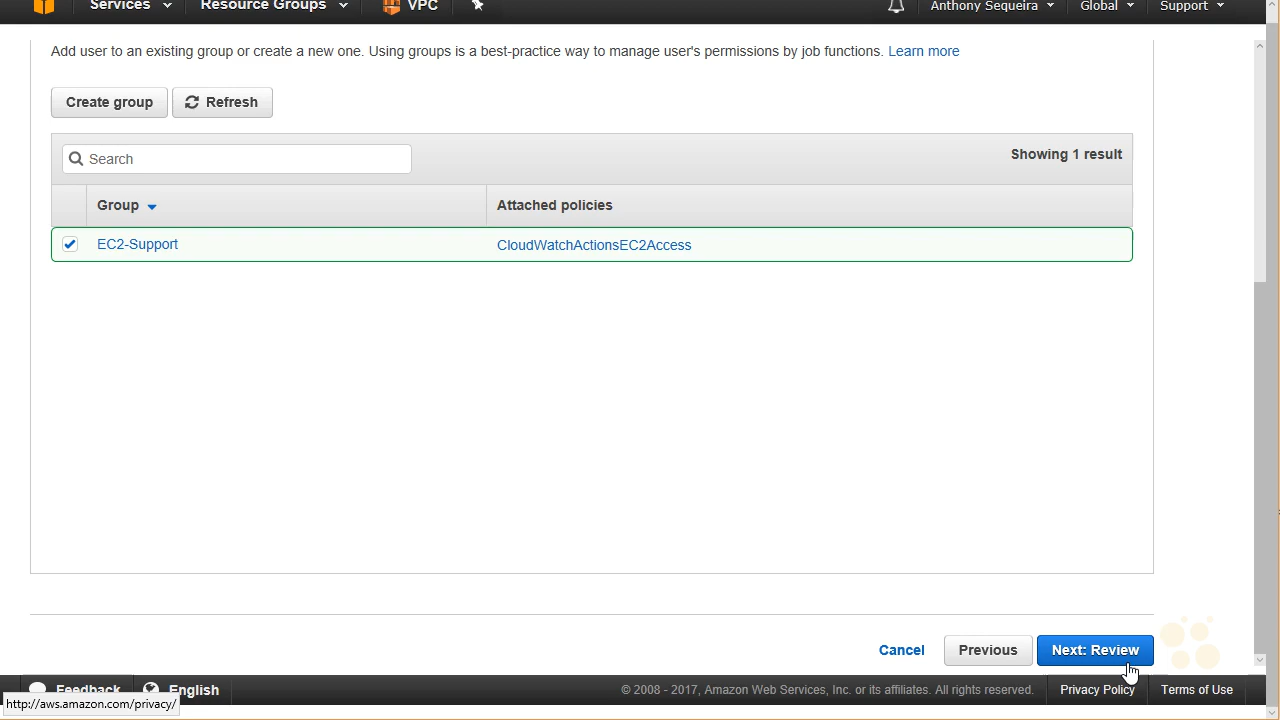 Services
Resource Groups
VPC
Anthony Sequeira
Global
Support
Add user to an existing group or create a new one. Using groups is a best-practice way to manage user's permissions by job functions. Learn more
Create group
Refresh
Search
Showing 1 result
Group
Attached policies
EC2-Support
CloudWatchActionsEC2Access
Cancel
Previous
Next: Review
Feedback
English
© 2008 - 2017, Amazon Web Services, Inc. or its affiliates. All rights reserved.
Privacy Policy
Terms of Use
http://aws.amazon.com/privacy/